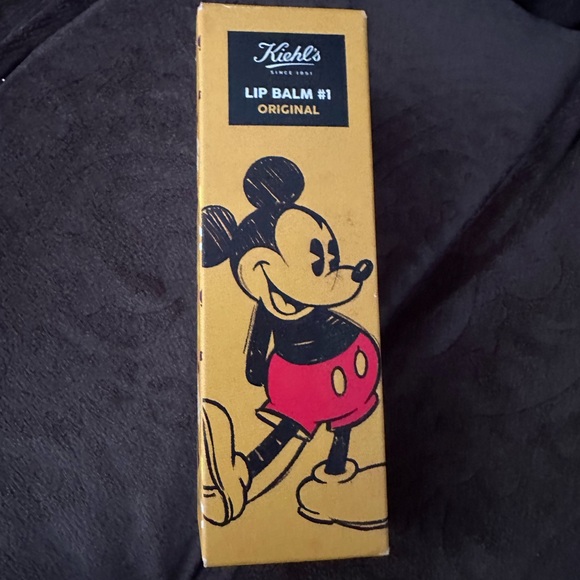 Kiehl's
SINCE 1851
LIP BALM #1
ORIGINAL